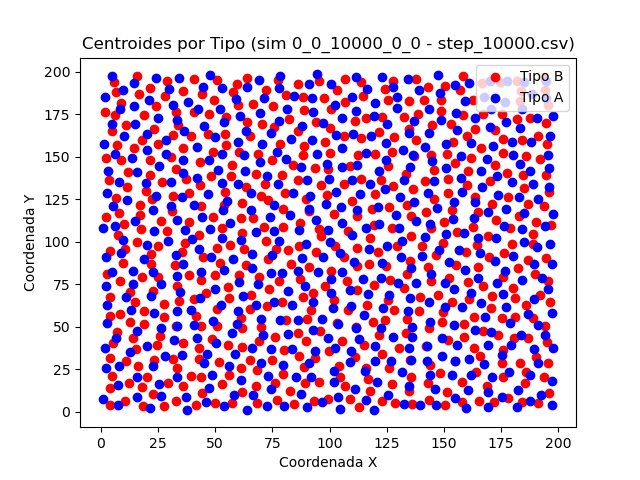 Centroides por Tipo (sim 0_0_10000_0_0 - step_10000.csv)
Tipo B
Tipo A
Coordenada Y
200
175
150
125
100
75
50
25
0
0 25 50 75 100 125 150 175 200
Coordenada X